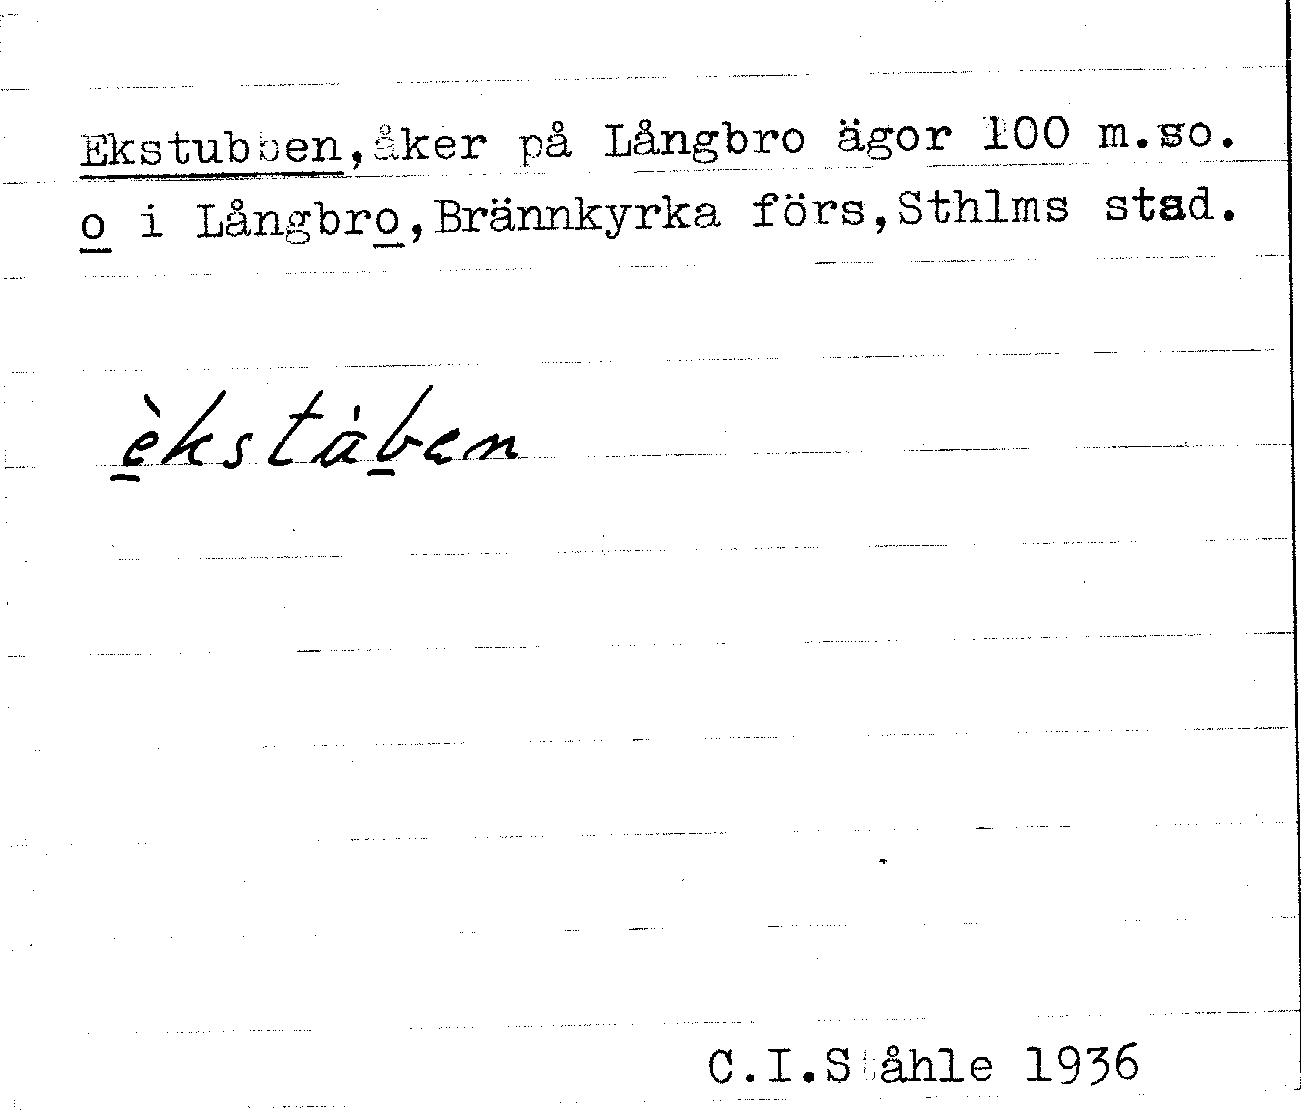 Ekstubben,åker på Långbro ägor 100 m.so.
o i Långbro,Brännkyrka förs,Sthlms stad.
èkstàben
C.I.Ståhle 1936